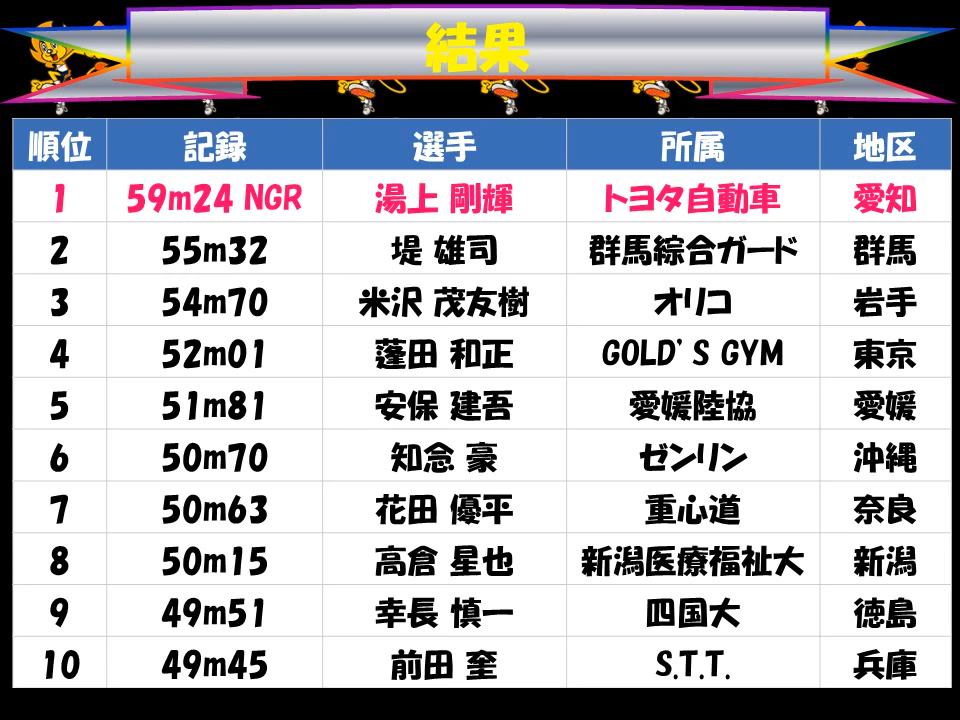 結果
順位 記録 選手 所属 地区
1 59m24 NGR 湯上 剛輝 トヨタ自動車 愛知
2 55m32 堤 雄司 群馬綜合ガード 群馬
3 54m70 米沢 茂友樹 オリコ 岩手
4 52m01 蓬田 和正 GOLD'S GYM 東京
5 51m81 安保 建吾 愛媛陸協 愛媛
6 50m70 知念 豪 ゼンリン 沖縄
7 50m63 花田 優平 重心道 奈良
8 50m15 高倉 星也 新潟医療福祉大 新潟
9 49m51 幸長 慎一 四国大 徳島
10 49m45 前田 奎 S.T.T. 兵庫